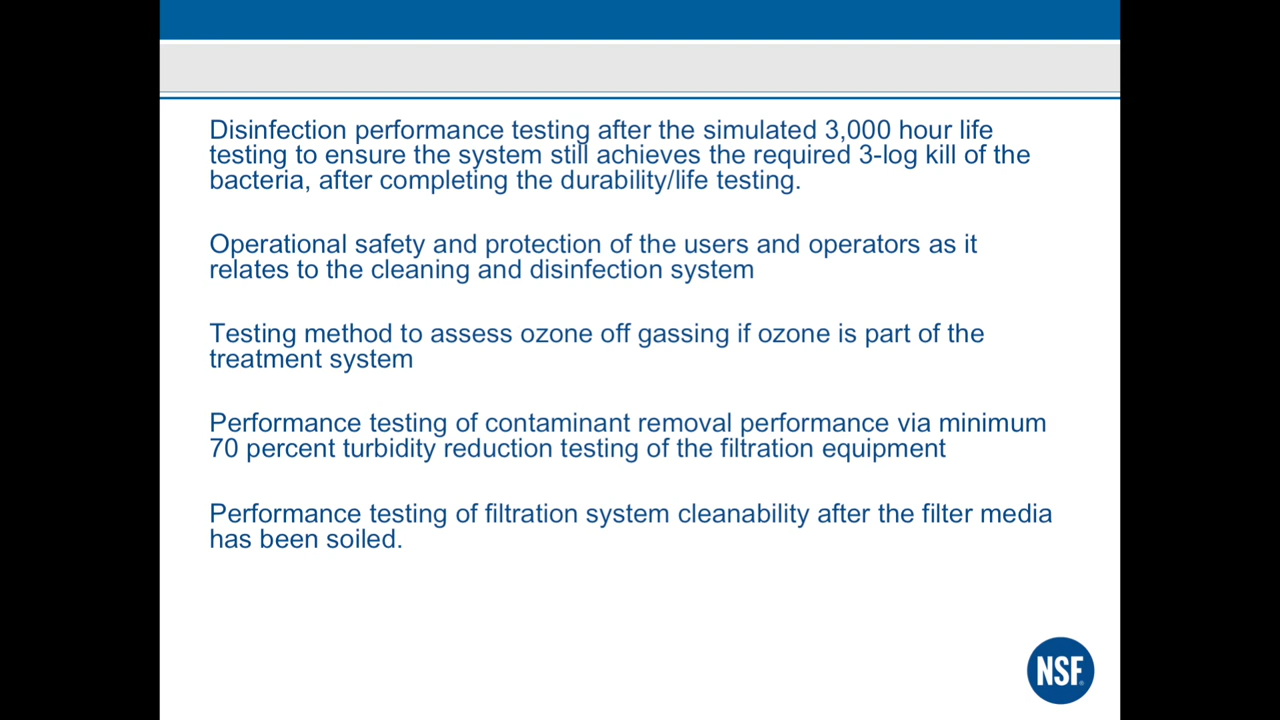 Disinfection performance testing after the simulated 3,000 hour life
testing to ensure the system still achieves the required 3-log kill of the
bacteria, after completing the durability/life testing.
Operational safety and protection of the users and operators as it
relates to the cleaning and disinfection system
Testing method to assess ozone off gassing if ozone is part of the
treatment system
Performance testing of contaminant removal performance via minimum
70 percent turbidity reduction testing of the filtration equipment
Performance testing of filtration system cleanability after the filter media
has been soiled.
NSF®